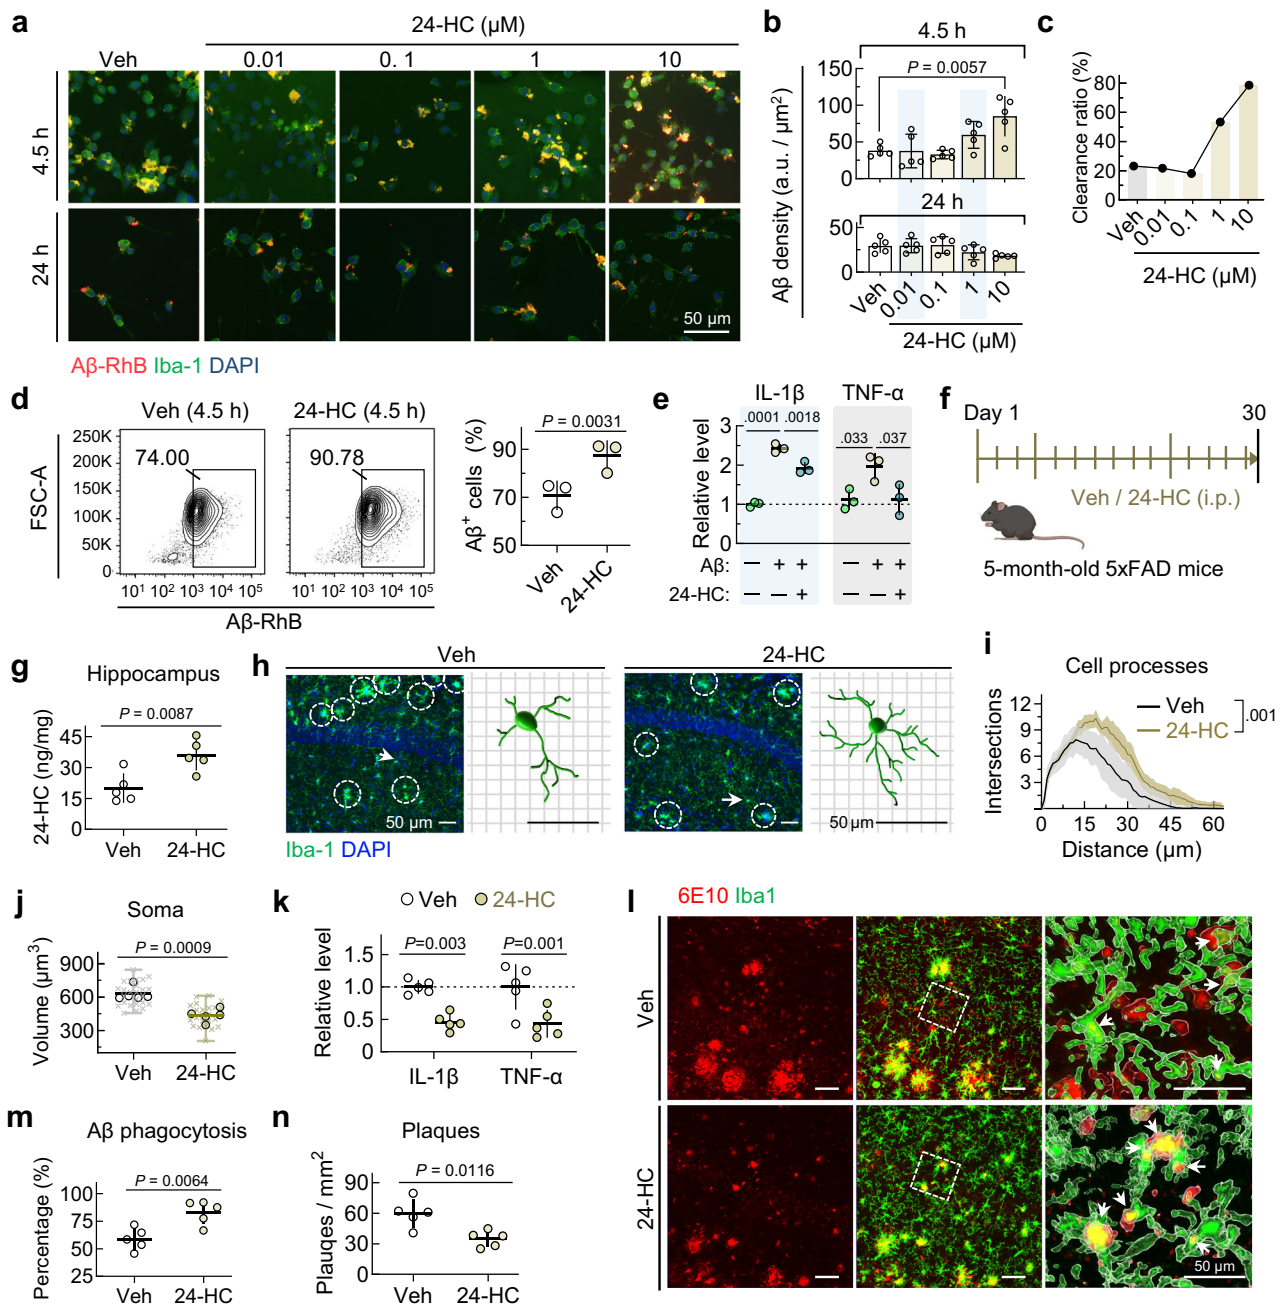 a
24-HC (μM)
Veh
0.01
0. 1
1
10
4.5 h
24 h
50 μm
Aβ-RhB Iba-1 DAPI
b
4.5 h
P = 0.0057
150
100
50
0
24 h
50
0
Aβ density (a.u. / μm²)
Veh
0.01
0.1
1
10
24-HC (μM)
c
Clearance ratio (%)
80
60
40
20
0
Veh
0.01
0.1
1
10
24-HC (μM)
d
Veh (4.5 h)
24-HC (4.5 h)
FSC-A
250K
200K
150K
100K
50K
0
74.00
90.78
10¹ 10² 10³ 10⁴ 10⁵
10¹ 10² 10³ 10⁴ 10⁵
Aβ-RhB
Aβ⁺ cells (%)
P = 0.0031
90
70
50
Veh
24-HC
e
IL-1β
TNF-α
Relative level
3
2
1
0
.0001
.0018
.033
.037
Aβ: — + + — + +
24-HC: — — + — — +
f
Day 1
30
Veh / 24-HC (i.p.)
5-month-old 5xFAD mice
g
Hippocampus
P = 0.0087
24-HC (ng/mg)
45
30
15
0
Veh
24-HC
h
Veh
24-HC
50 μm
50 μm
Iba-1 DAPI
i
Cell processes
Veh
24-HC
.001
Intersections
12
9
6
3
0 15 30 45 60
Distance (μm)
j
Soma
P = 0.0009
Volume (μm³)
900
600
300
Veh
24-HC
k
Veh
24-HC
P=0.003
P=0.001
Relative level
1.5
1.0
0.5
0
IL-1β
TNF-α
l
6E10 Iba1
Veh
24-HC
50 μm
m
Aβ phagocytosis
P = 0.0064
Percentage (%)
100
75
50
25
Veh
24-HC
n
Plaques
P = 0.0116
Plauqes / mm²
90
60
30
0
Veh
24-HC